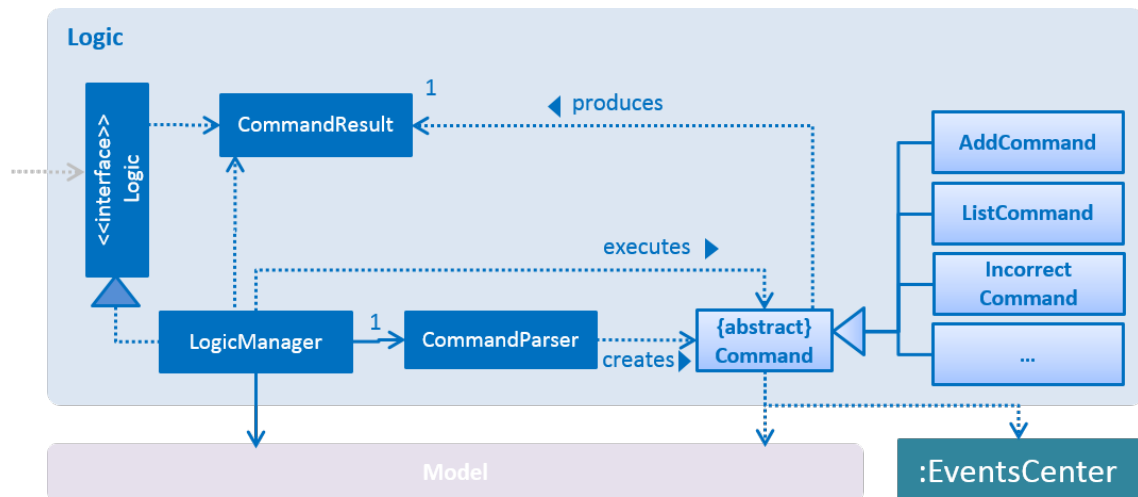 Logic
1
produces
CommandResult
<<interface>>
Logic
AddCommand
ListCommand
executes
Incorrect
Command
LogicManager
1
CommandParser
creates
{abstract}
Command
...
Model
:EventsCenter